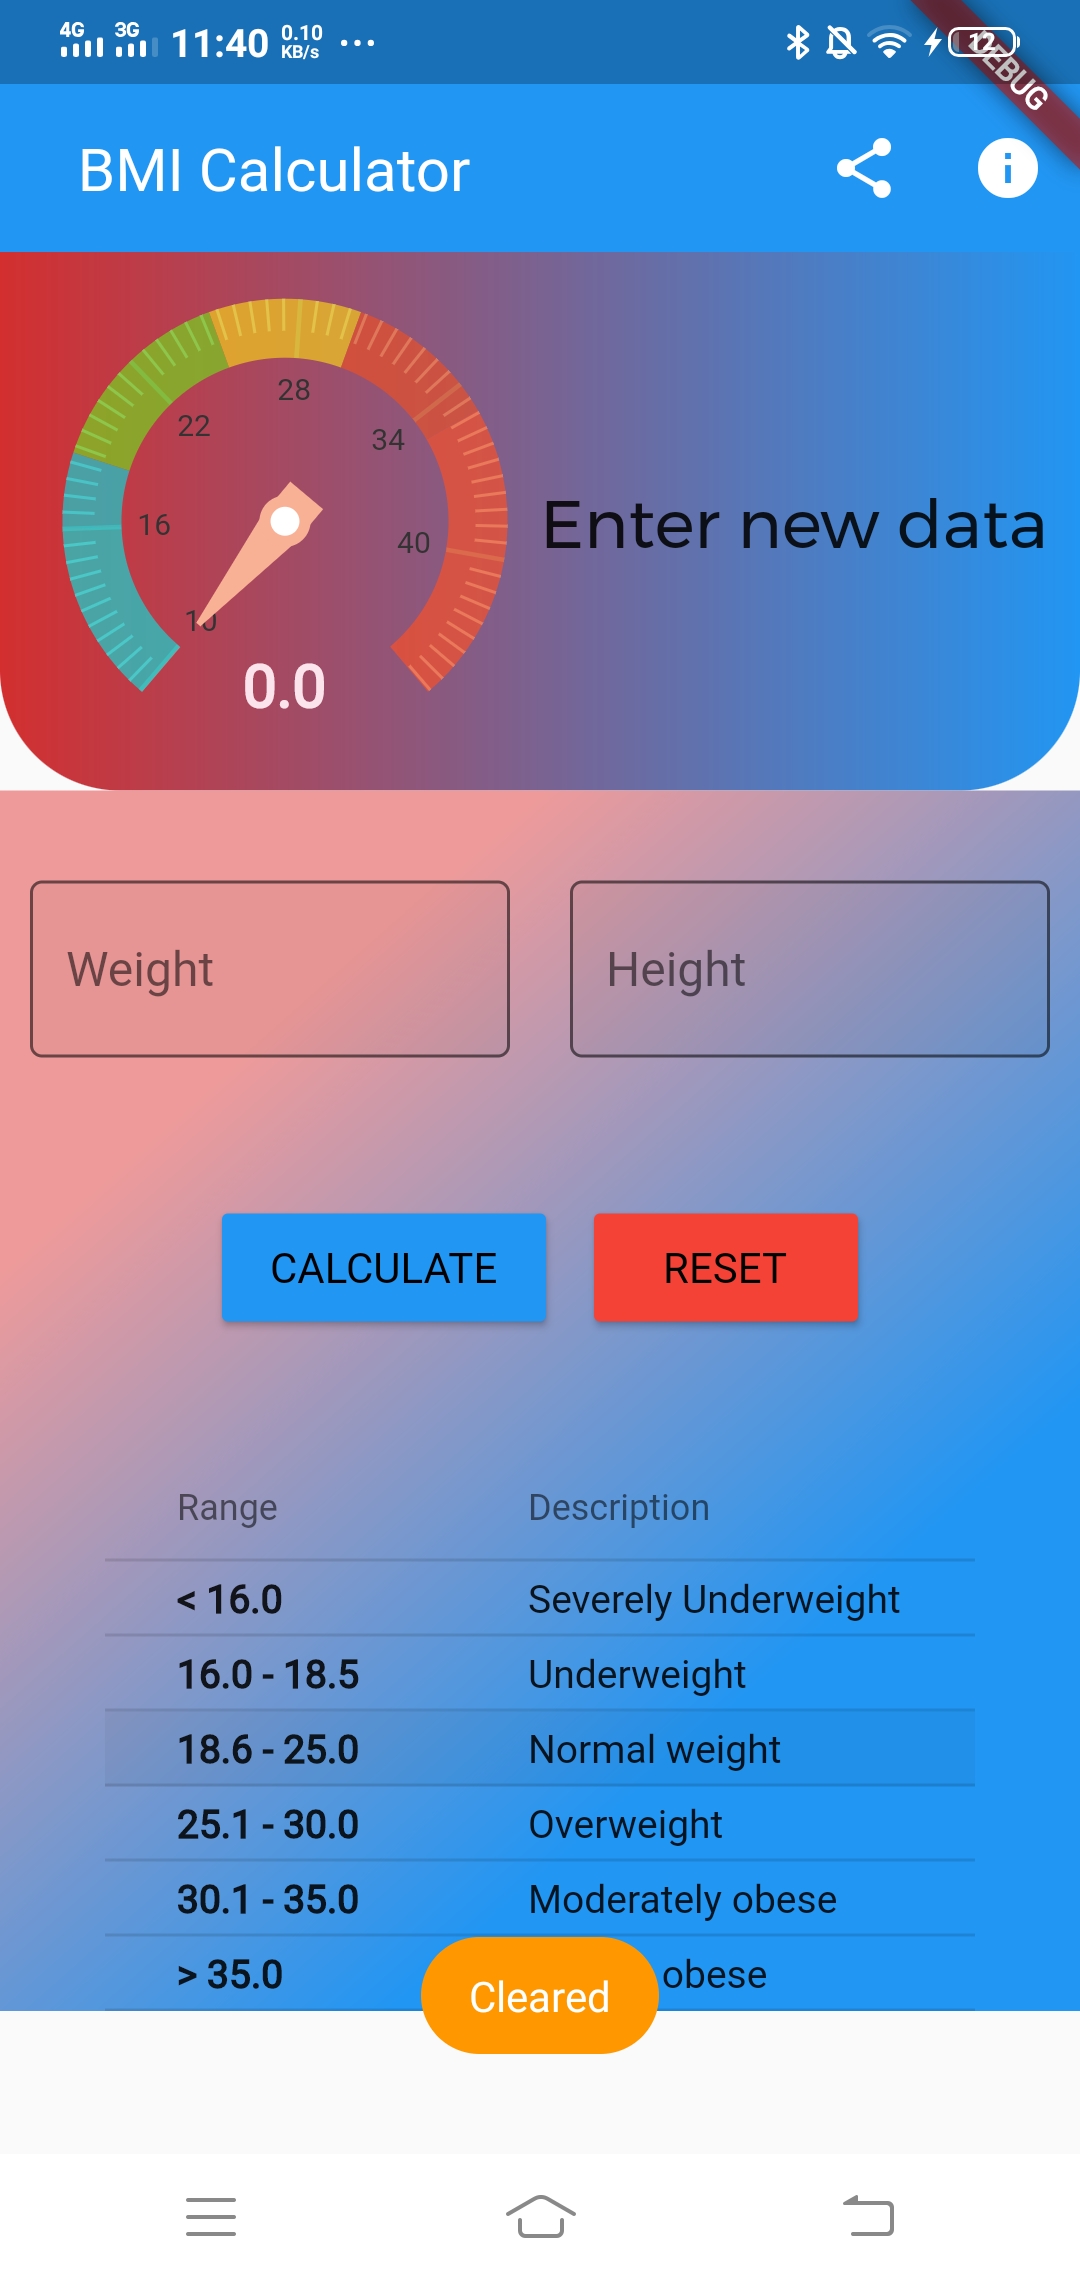 4G 3G 11:40 0.10 KB/s ... 12
DEBUG
BMI Calculator
28
22
34
16
40
10
0.0
Enter new data
Weight Height
CALCULATE RESET
Range Description
< 16.0 Severely Underweight
16.0 - 18.5 Underweight
18.6 - 25.0 Normal weight
25.1 - 30.0 Overweight
30.1 - 35.0 Moderately obese
> 35.0 obese
Cleared